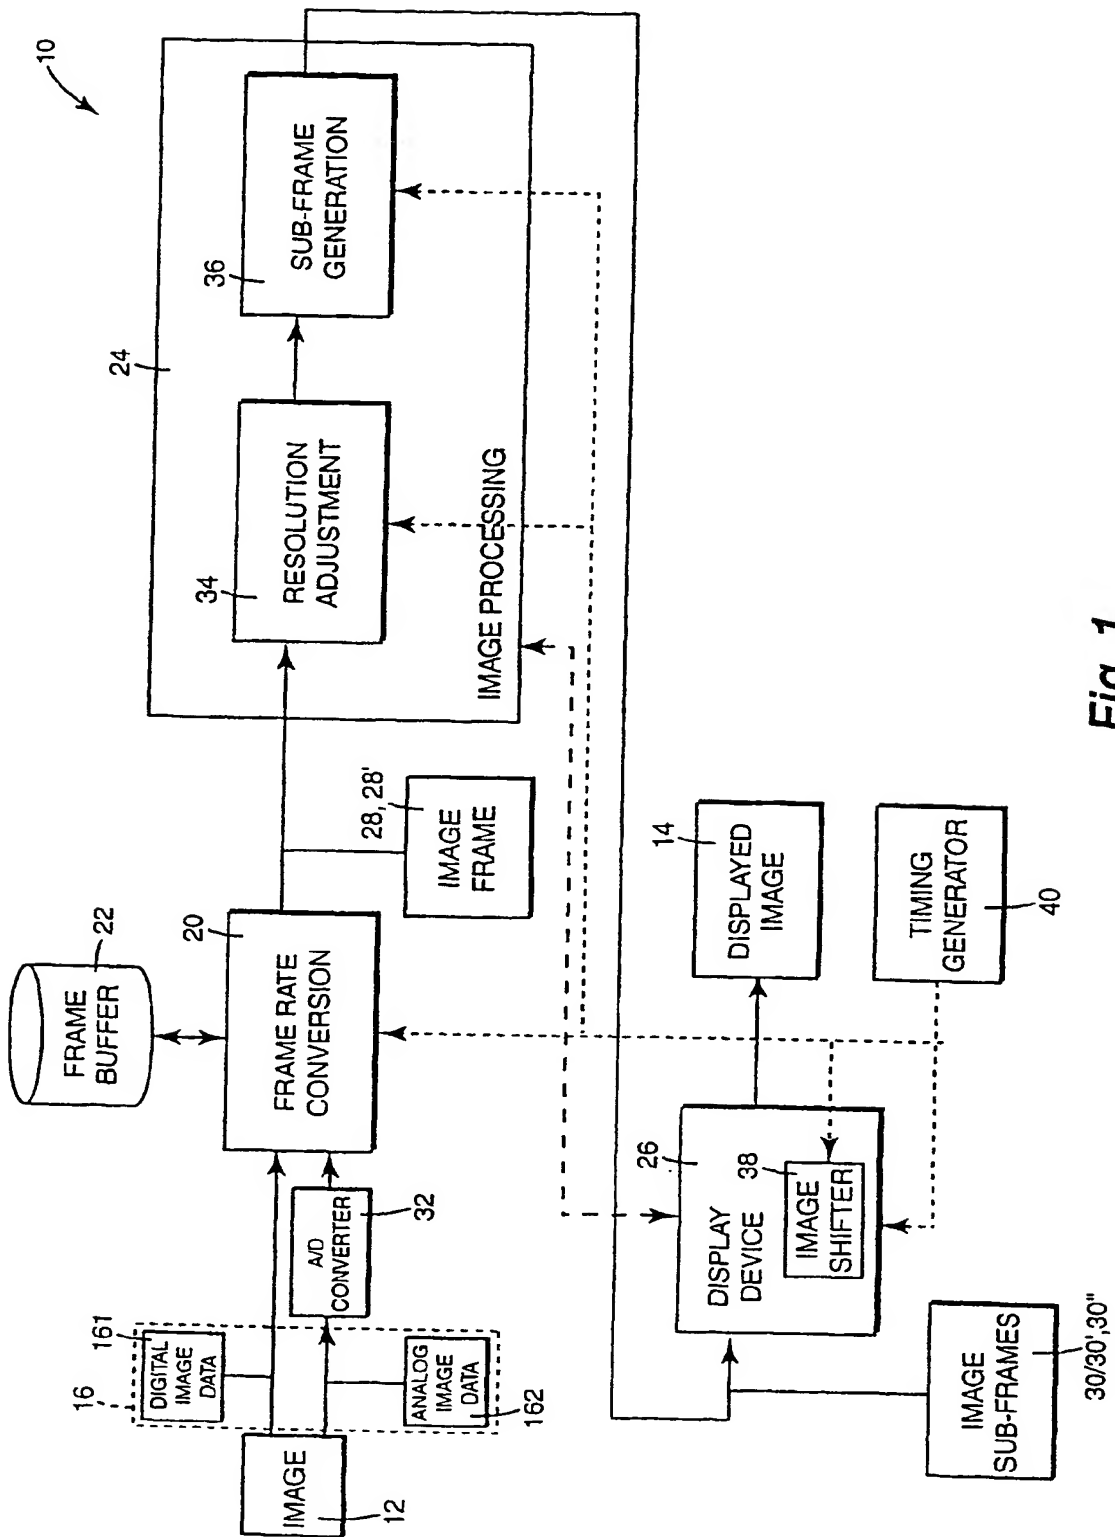 10
22
FRAME
BUFFER
24
16
161
DIGITAL
IMAGE
DATA
20
FRAME RATE
CONVERSION
34
RESOLUTION
ADJUSTMENT
36
SUB-FRAME
GENERATION
IMAGE
12
A/D
CONVERTER
32
ANALOG
IMAGE
DATA
162
28, 28'
IMAGE
FRAME
IMAGE PROCESSING
26
DISPLAY
DEVICE
38
IMAGE
SHIFTER
14
DISPLAYED
IMAGE
TIMING
GENERATOR
40
IMAGE
SUB-FRAMES
30/30',30"
Fig. 1